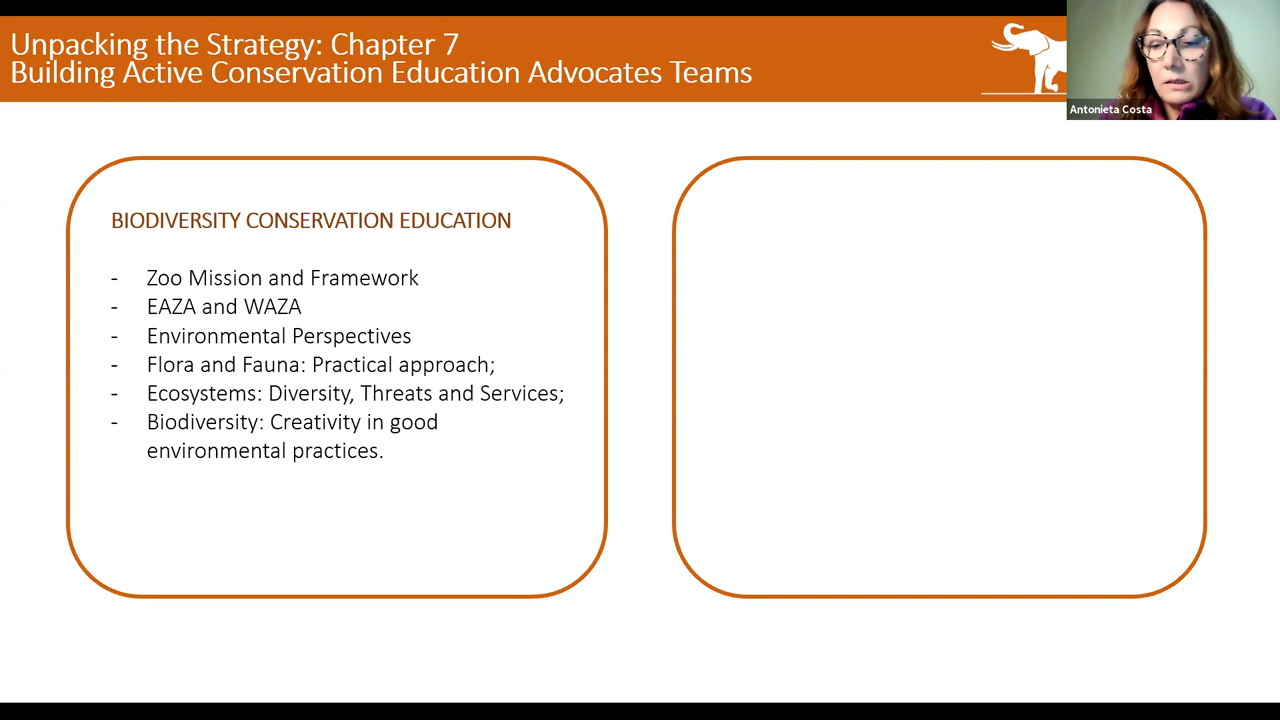 Unpacking the Strategy: Chapter 7
Building Active Conservation Education Advocates Teams
Antonieta Costa
BIODIVERSITY CONSERVATION EDUCATION
- Zoo Mission and Framework
- EAZA and WAZA
- Environmental Perspectives
- Flora and Fauna: Practical approach;
- Ecosystems: Diversity, Threats and Services;
- Biodiversity: Creativity in good
environmental practices.